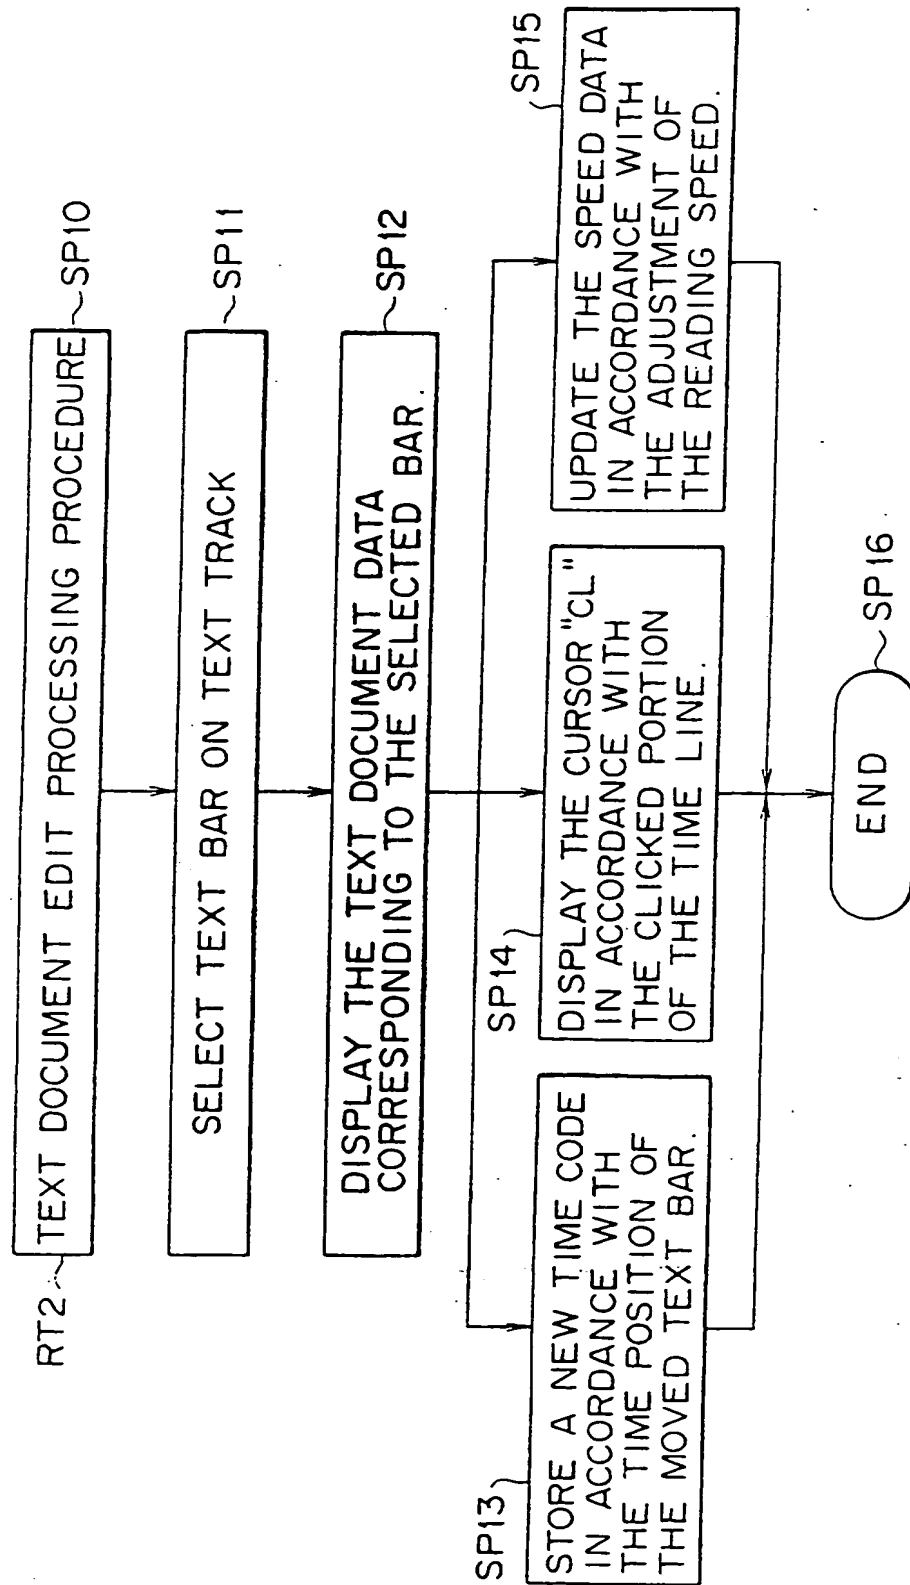 RT2
TEXT DOCUMENT EDIT PROCESSING PROCEDURE
SP10
SELECT TEXT BAR ON TEXT TRACK
SP11
DISPLAY THE TEXT DOCUMENT DATA
CORRESPONDING TO THE SELECTED BAR.
SP12
SP13
STORE A NEW TIME CODE
IN ACCORDANCE WITH
THE TIME POSITION OF
THE MOVED TEXT BAR.
SP14
DISPLAY THE CURSOR "CL"
IN ACCORDANCE WITH
THE CLICKED PORTION
OF THE TIME LINE.
SP15
UPDATE THE SPEED DATA
IN ACCORDANCE WITH
THE ADJUSTMENT OF
THE READING SPEED.
END
SP16